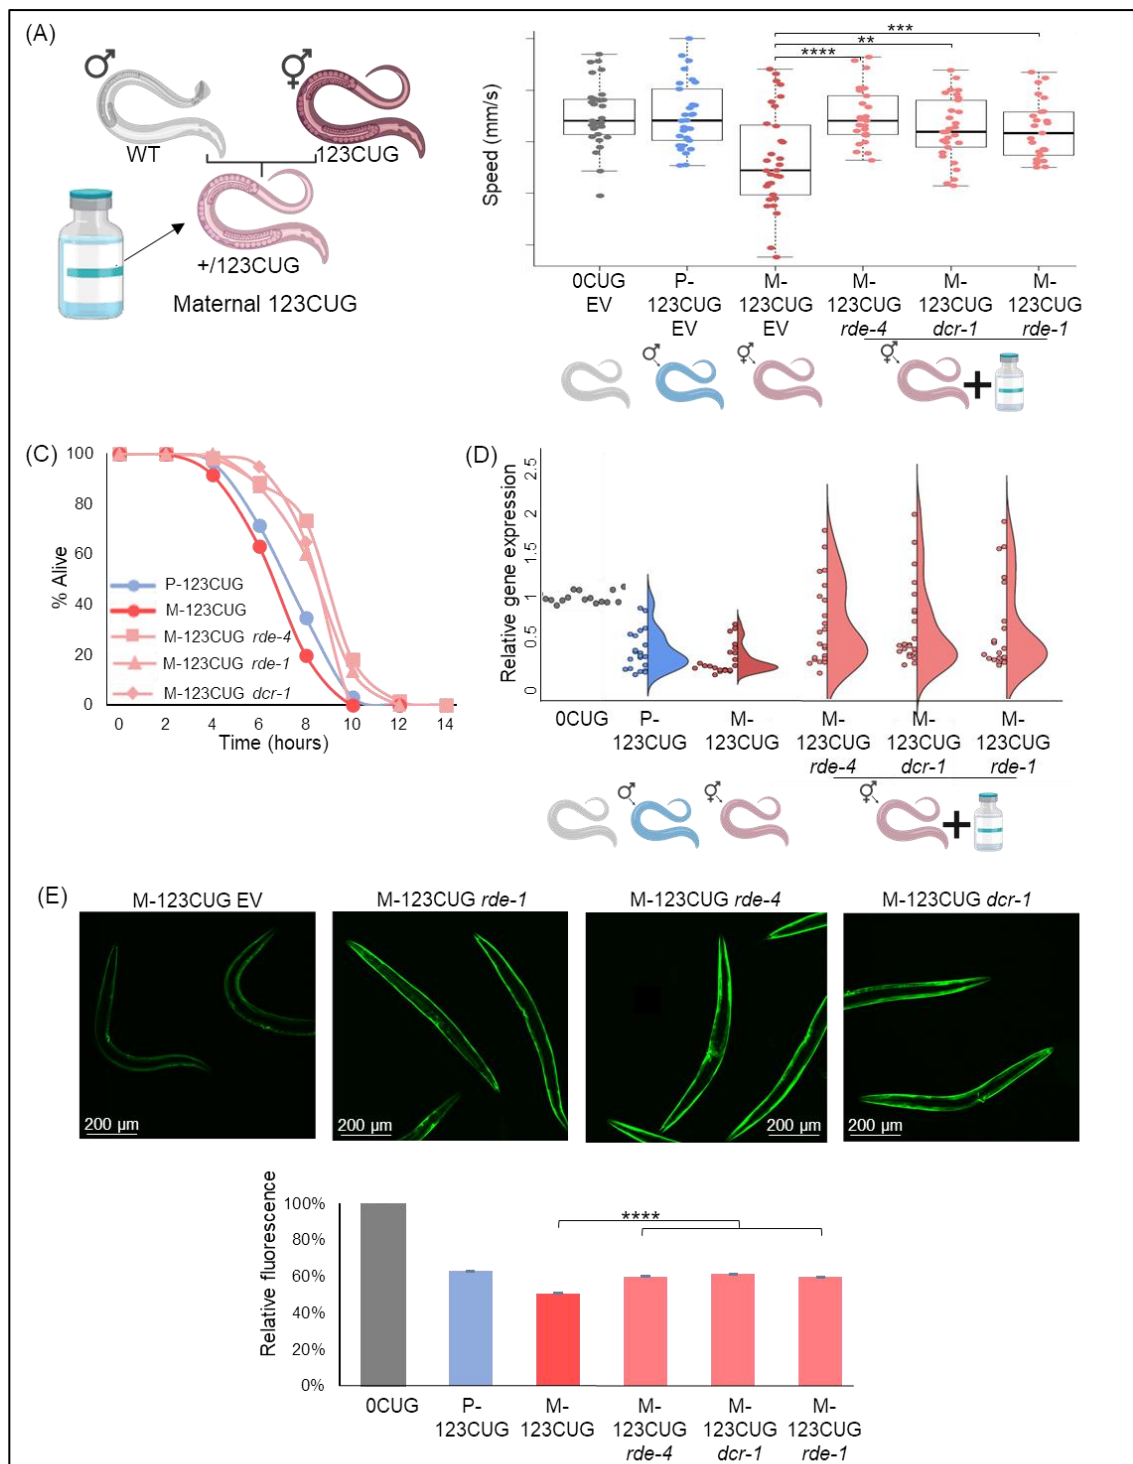 (A)
WT
123CUG
+/123CUG
Maternal 123CUG
Speed (mm/s)
***
**
****
0CUG
EV
P-
123CUG
EV
M-
123CUG
EV
M-
123CUG
rde-4
M-
123CUG
dcr-1
M-
123CUG
rde-1
(C)
% Alive
100
80
60
40
20
0
P-123CUG
M-123CUG
M-123CUG rde-4
M-123CUG rde-1
M-123CUG dcr-1
0 2 4 6 8 10 12 14
Time (hours)
(D)
Relative gene expression
2.5
2
1.5
1
0.5
0
0CUG
P-
123CUG
M-
123CUG
M-
123CUG
rde-4
M-
123CUG
dcr-1
M-
123CUG
rde-1
(E)
M-123CUG EV
M-123CUG rde-1
M-123CUG rde-4
M-123CUG dcr-1
200 µm
200 µm
200 µm
200 µm
Relative fluorescence
100%
80%
60%
40%
20%
0%
****
0CUG
P-
123CUG
M-
123CUG
M-
123CUG
rde-4
M-
123CUG
dcr-1
M-
123CUG
rde-1